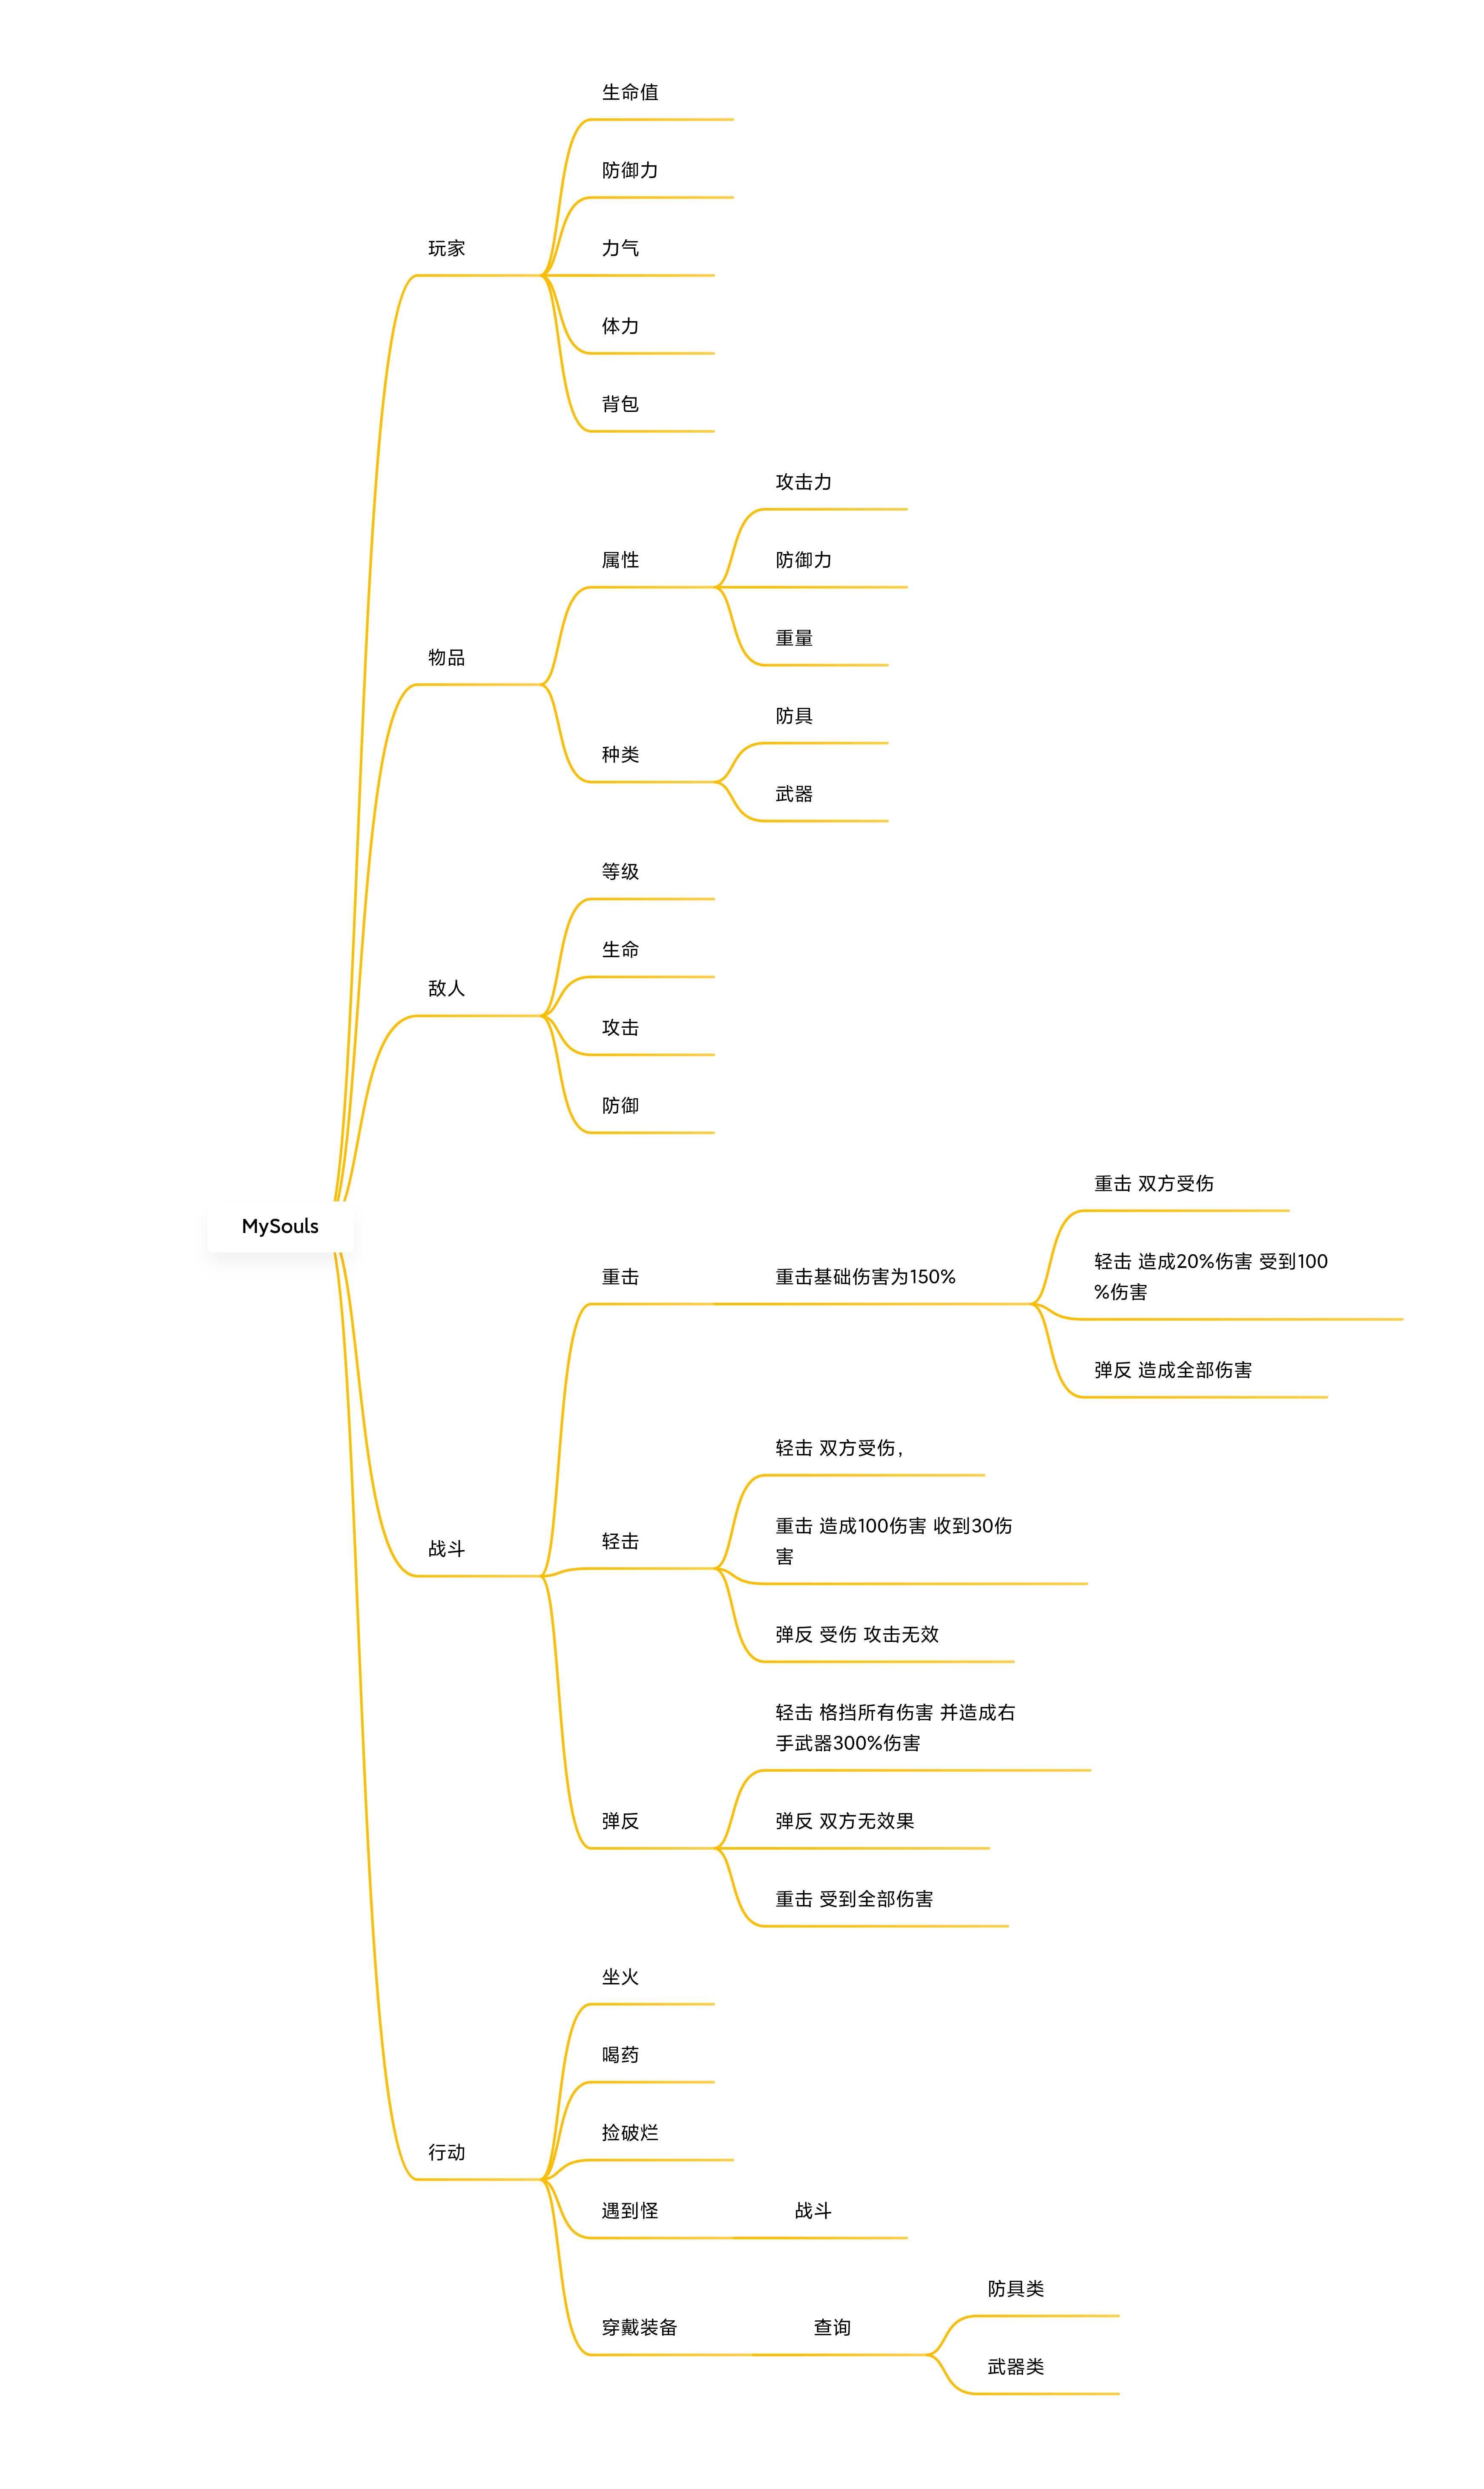 生命值
防御力
玩家
力气
体力
背包
攻击力
属性
防御力
重量
物品
防具
种类
武器
等级
生命
敌人
攻击
防御
MySouls
重击 双方受伤
重击
重击基础伤害为150%
轻击 造成20%伤害 受到100
%伤害
弹反 造成全部伤害
轻击 双方受伤，
轻击
重击 造成100伤害 收到30伤
害
弹反 受伤 攻击无效
战斗
轻击 格挡所有伤害 并造成右
手武器300%伤害
弹反
弹反 双方无效果
重击 受到全部伤害
坐火
喝药
捡破烂
行动
遇到怪
战斗
穿戴装备
查询
防具类
武器类